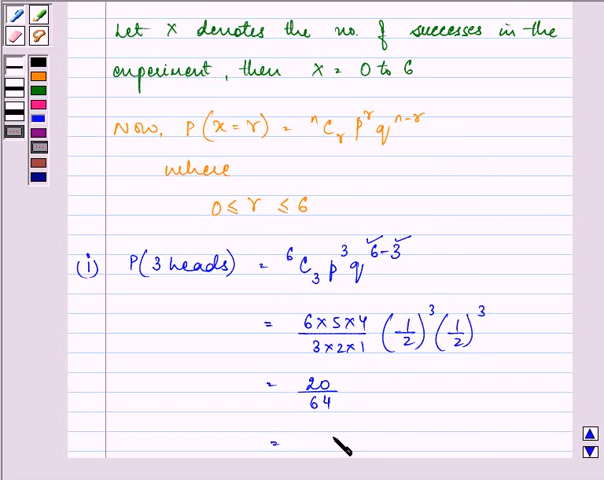 Let X denotes the no. of successes in the
experiment, then X = 0 to 6
Now, P(x=r) = ⁿCᵣ pʳ qⁿ⁻ʳ
where
0 ≤ r ≤ 6
(i) P(3 heads) = ⁶C₃ p³ q⁶⁻³
= 6×5×4/3×2×1 (1/2)³ (1/2)³
= 20/64
=